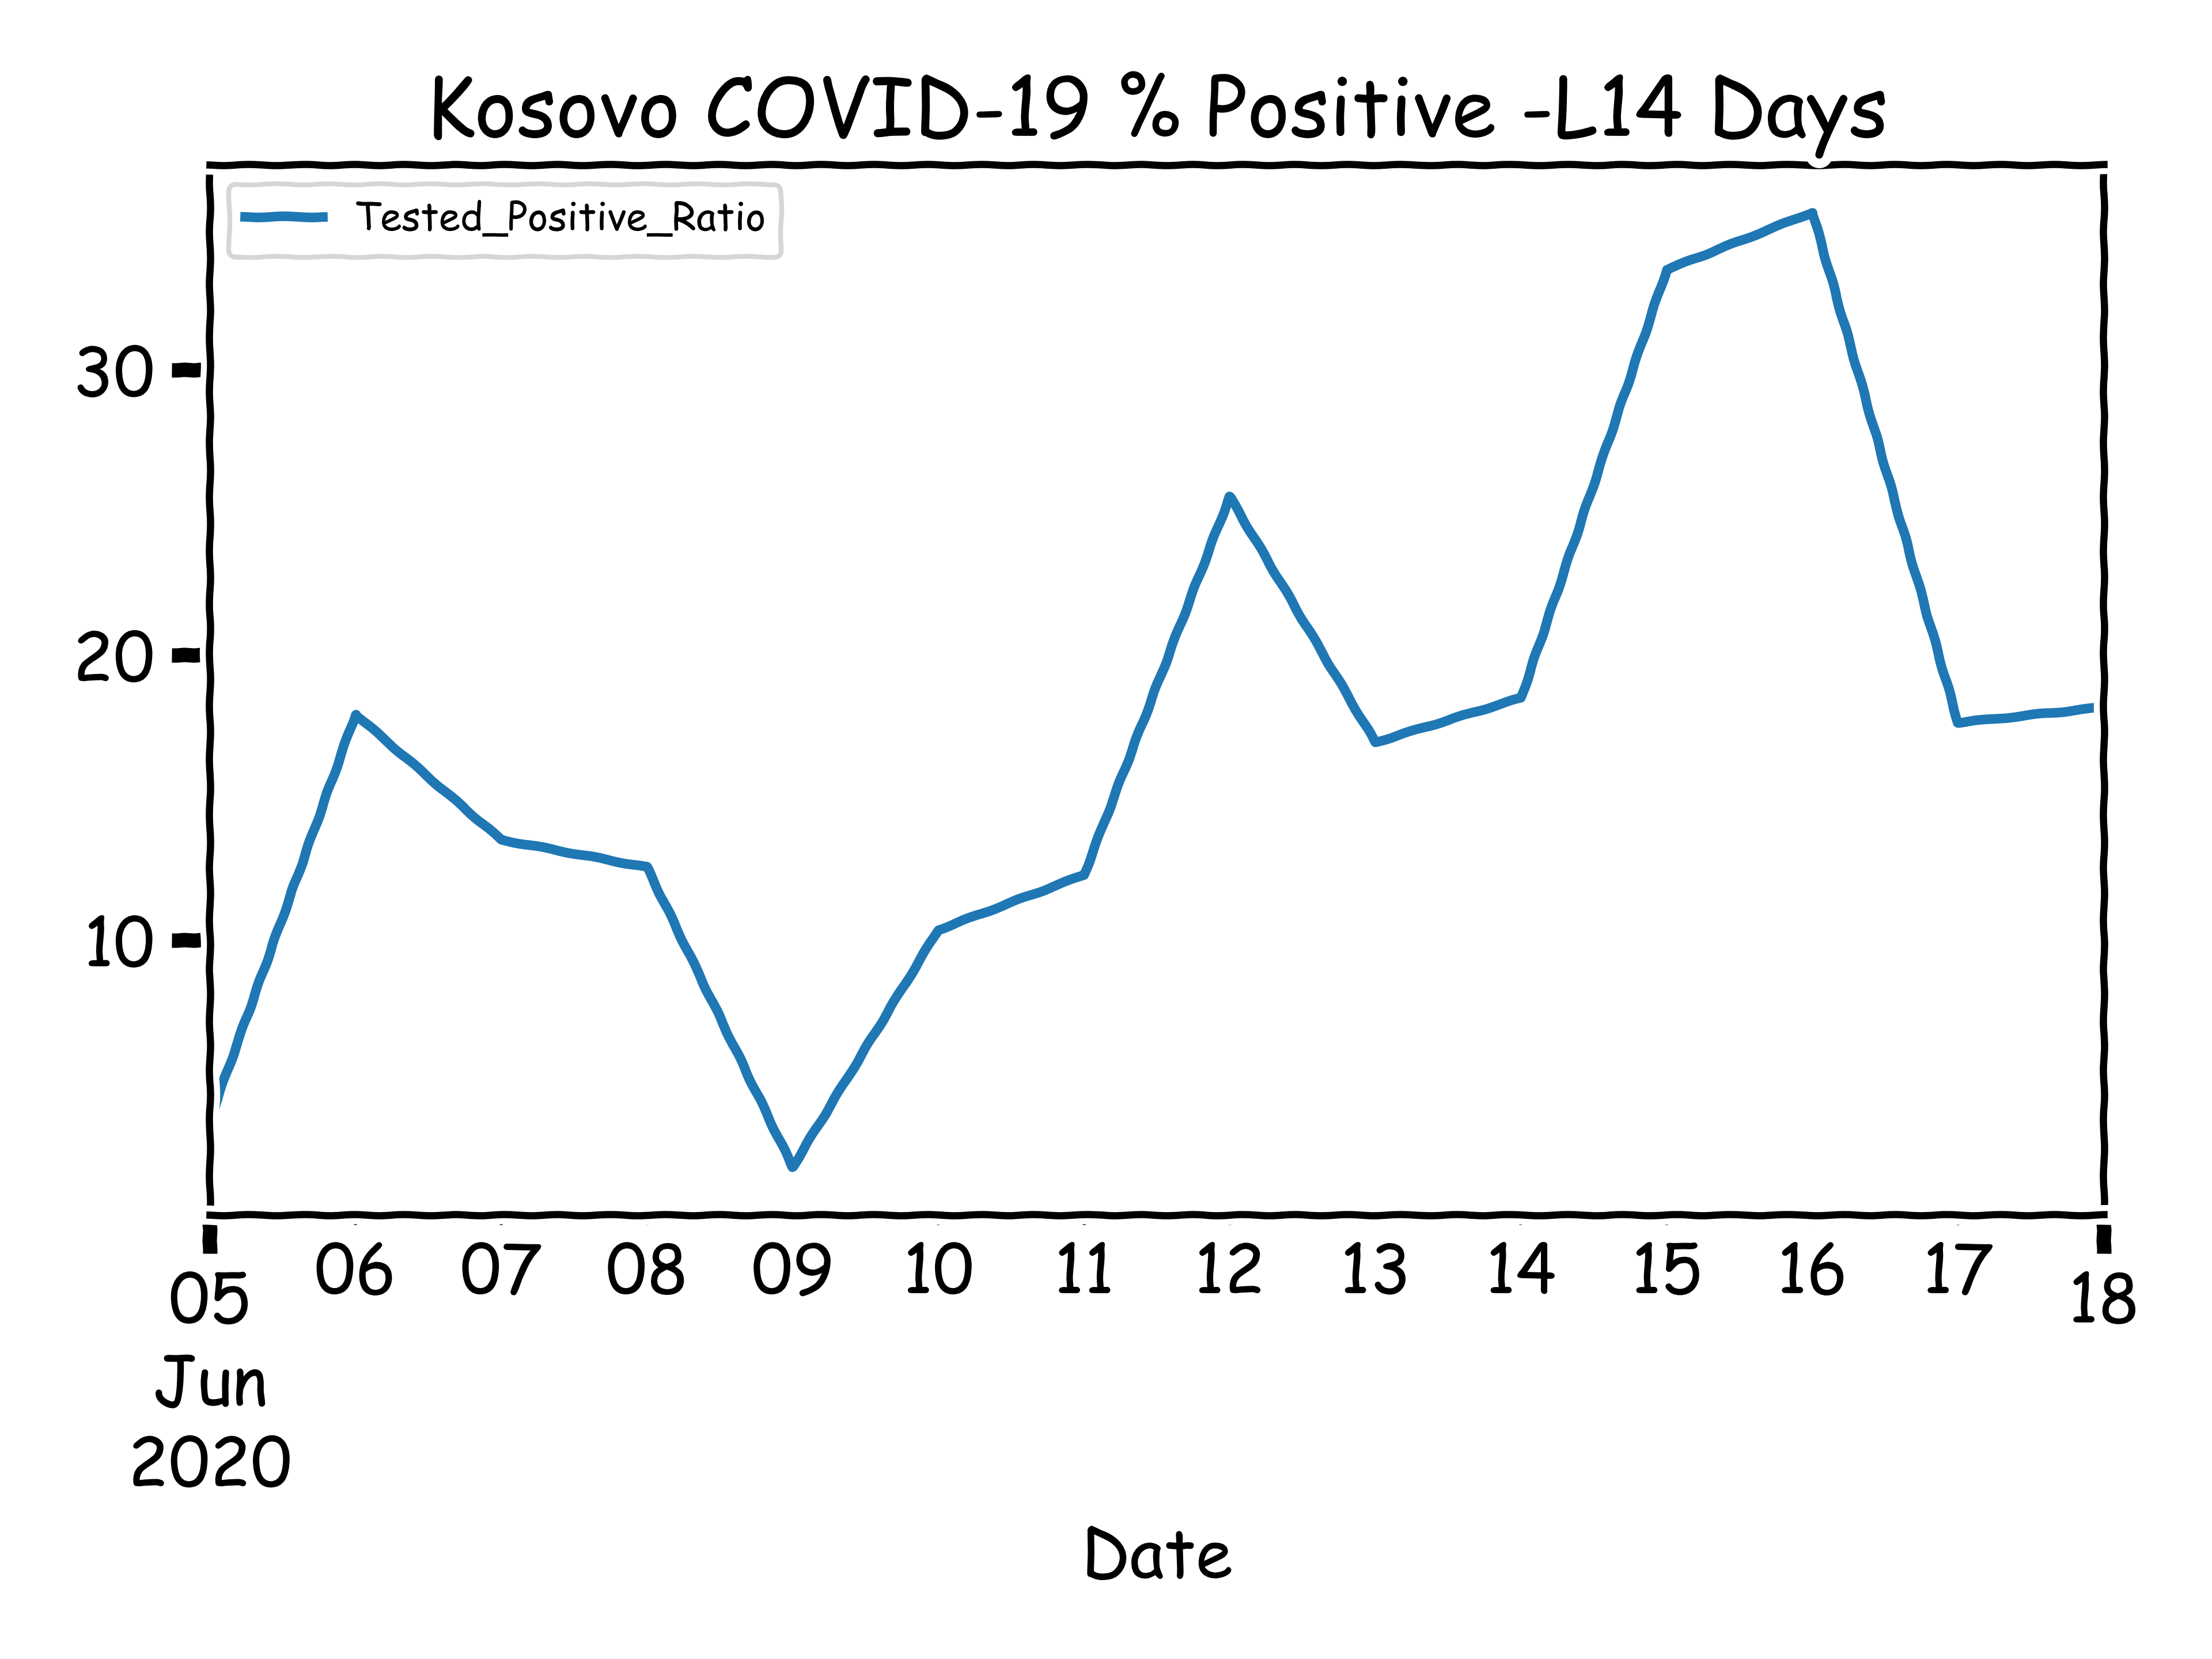 Kosovo COVID-19 % Positive -L14 Days
Tested_Positive_Ratio
30
20
10
05 06 07 08 09 10 11 12 13 14 15 16 17 18
Jun
2020
Date